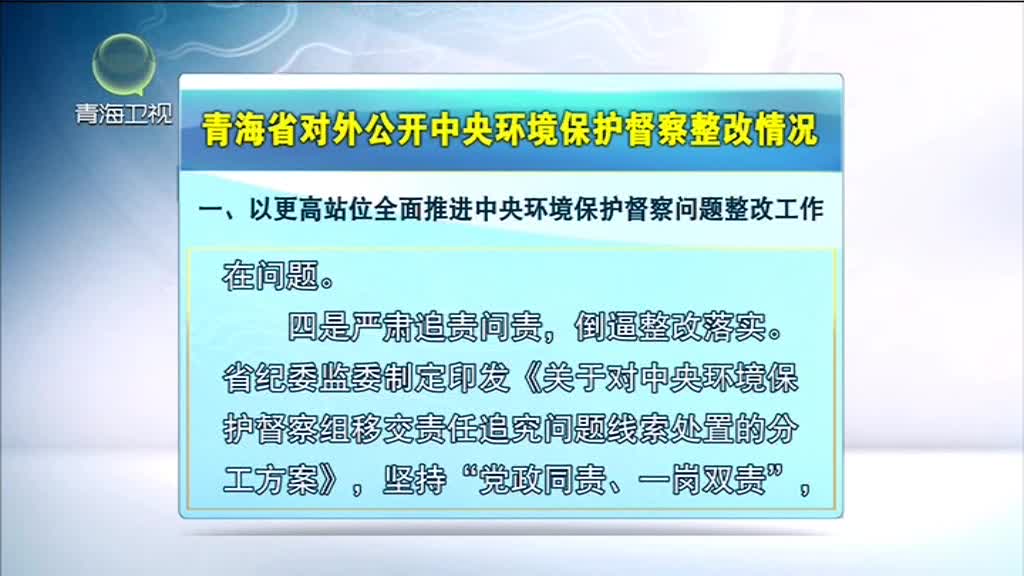 青海卫视
青海省对外公开中央环境保护督察整改情况
一、以更高站位全面推进中央环境保护督察问题整改工作
在问题。
四是严肃追责问责，倒逼整改落实。
省纪委监委制定印发《关于对中央环境保
护督察组移交责任追究问题线索处置的分
工方案》，坚持“党政同责、一岗双责”，